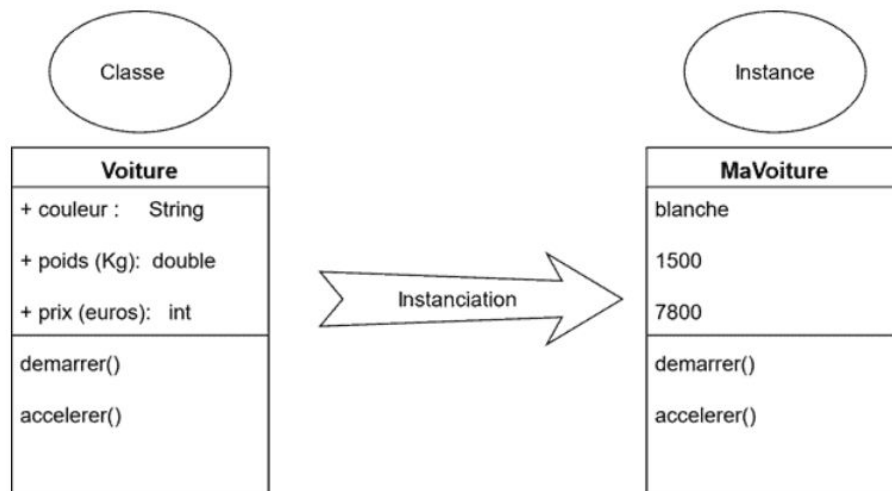 Classe
Instance
Voiture
+ couleur : String
+ poids (Kg): double
+ prix (euros): int
demarrer()
accelerer()
Instanciation
MaVoiture
blanche
1500
7800
demarrer()
accelerer()